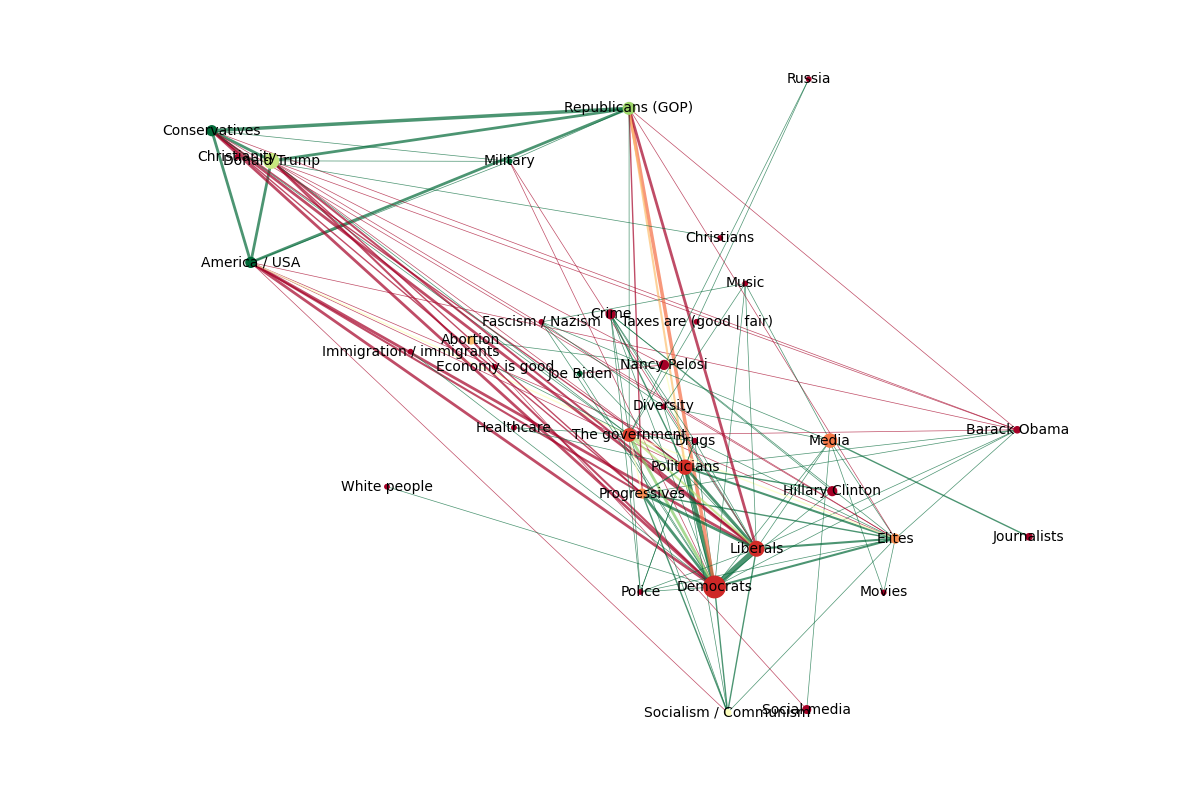 Russia
Republicans (GOP)
Conservatives
Christianity
Donald Trump
Military
Christians
America / USA
Music
Crime
Fascism / Nazism
Taxes are (good | fair)
Abortion
Immigration / immigrants
Economy is good
Nancy Pelosi
Joe Biden
Diversity
Healthcare
The government
Drugs
Media
Barack Obama
Politicians
White people
Progressives
Hillary Clinton
Journalists
Elites
Liberals
Democrats
Police
Movies
Socialism / Communism
Social media